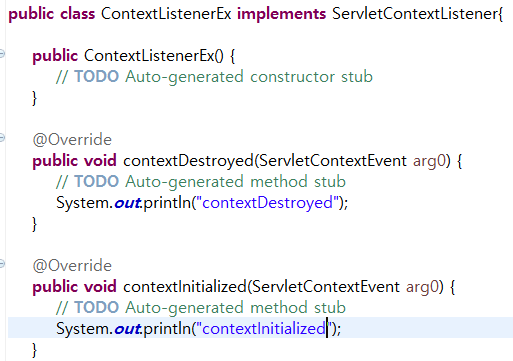 public class ContextListenerEx implements ServletContextListener{
public ContextListenerEx() {
// TODO Auto-generated constructor stub
}
@Override
public void contextDestroyed(ServletContextEvent arg0) {
// TODO Auto-generated method stub
System.out.println("contextDestroyed");
}
@Override
public void contextInitialized(ServletContextEvent arg0) {
// TODO Auto-generated method stub
System.out.println("contextInitialized");
}